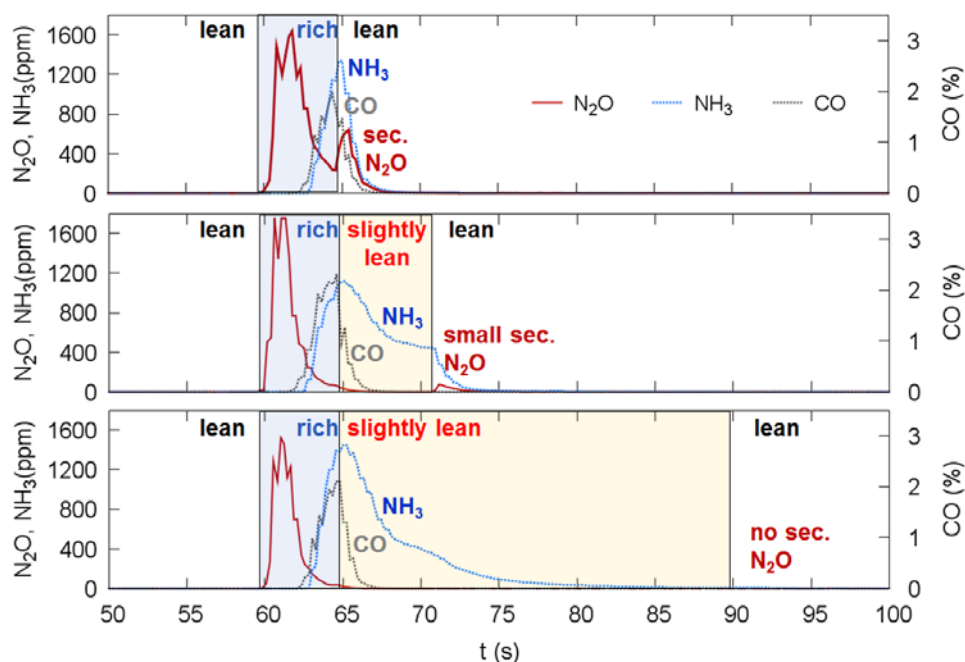 lean rich lean
N₂O, NH₃(ppm)
1600
1200
800
400
0
NH₃
CO
sec.
N₂O
N₂O NH₃ CO
3
2
1
0
CO (%)
lean rich slightly lean
lean
N₂O, NH₃(ppm)
1600
1200
800
400
0
NH₃
CO
small sec.
N₂O
3
2
1
0
CO (%)
lean rich slightly lean lean
N₂O, NH₃(ppm)
1600
1200
800
400
0
NH₃
CO
no sec.
N₂O
3
2
1
0
CO (%)
50 55 60 65 70 75 80 85 90 95 100
t (s)